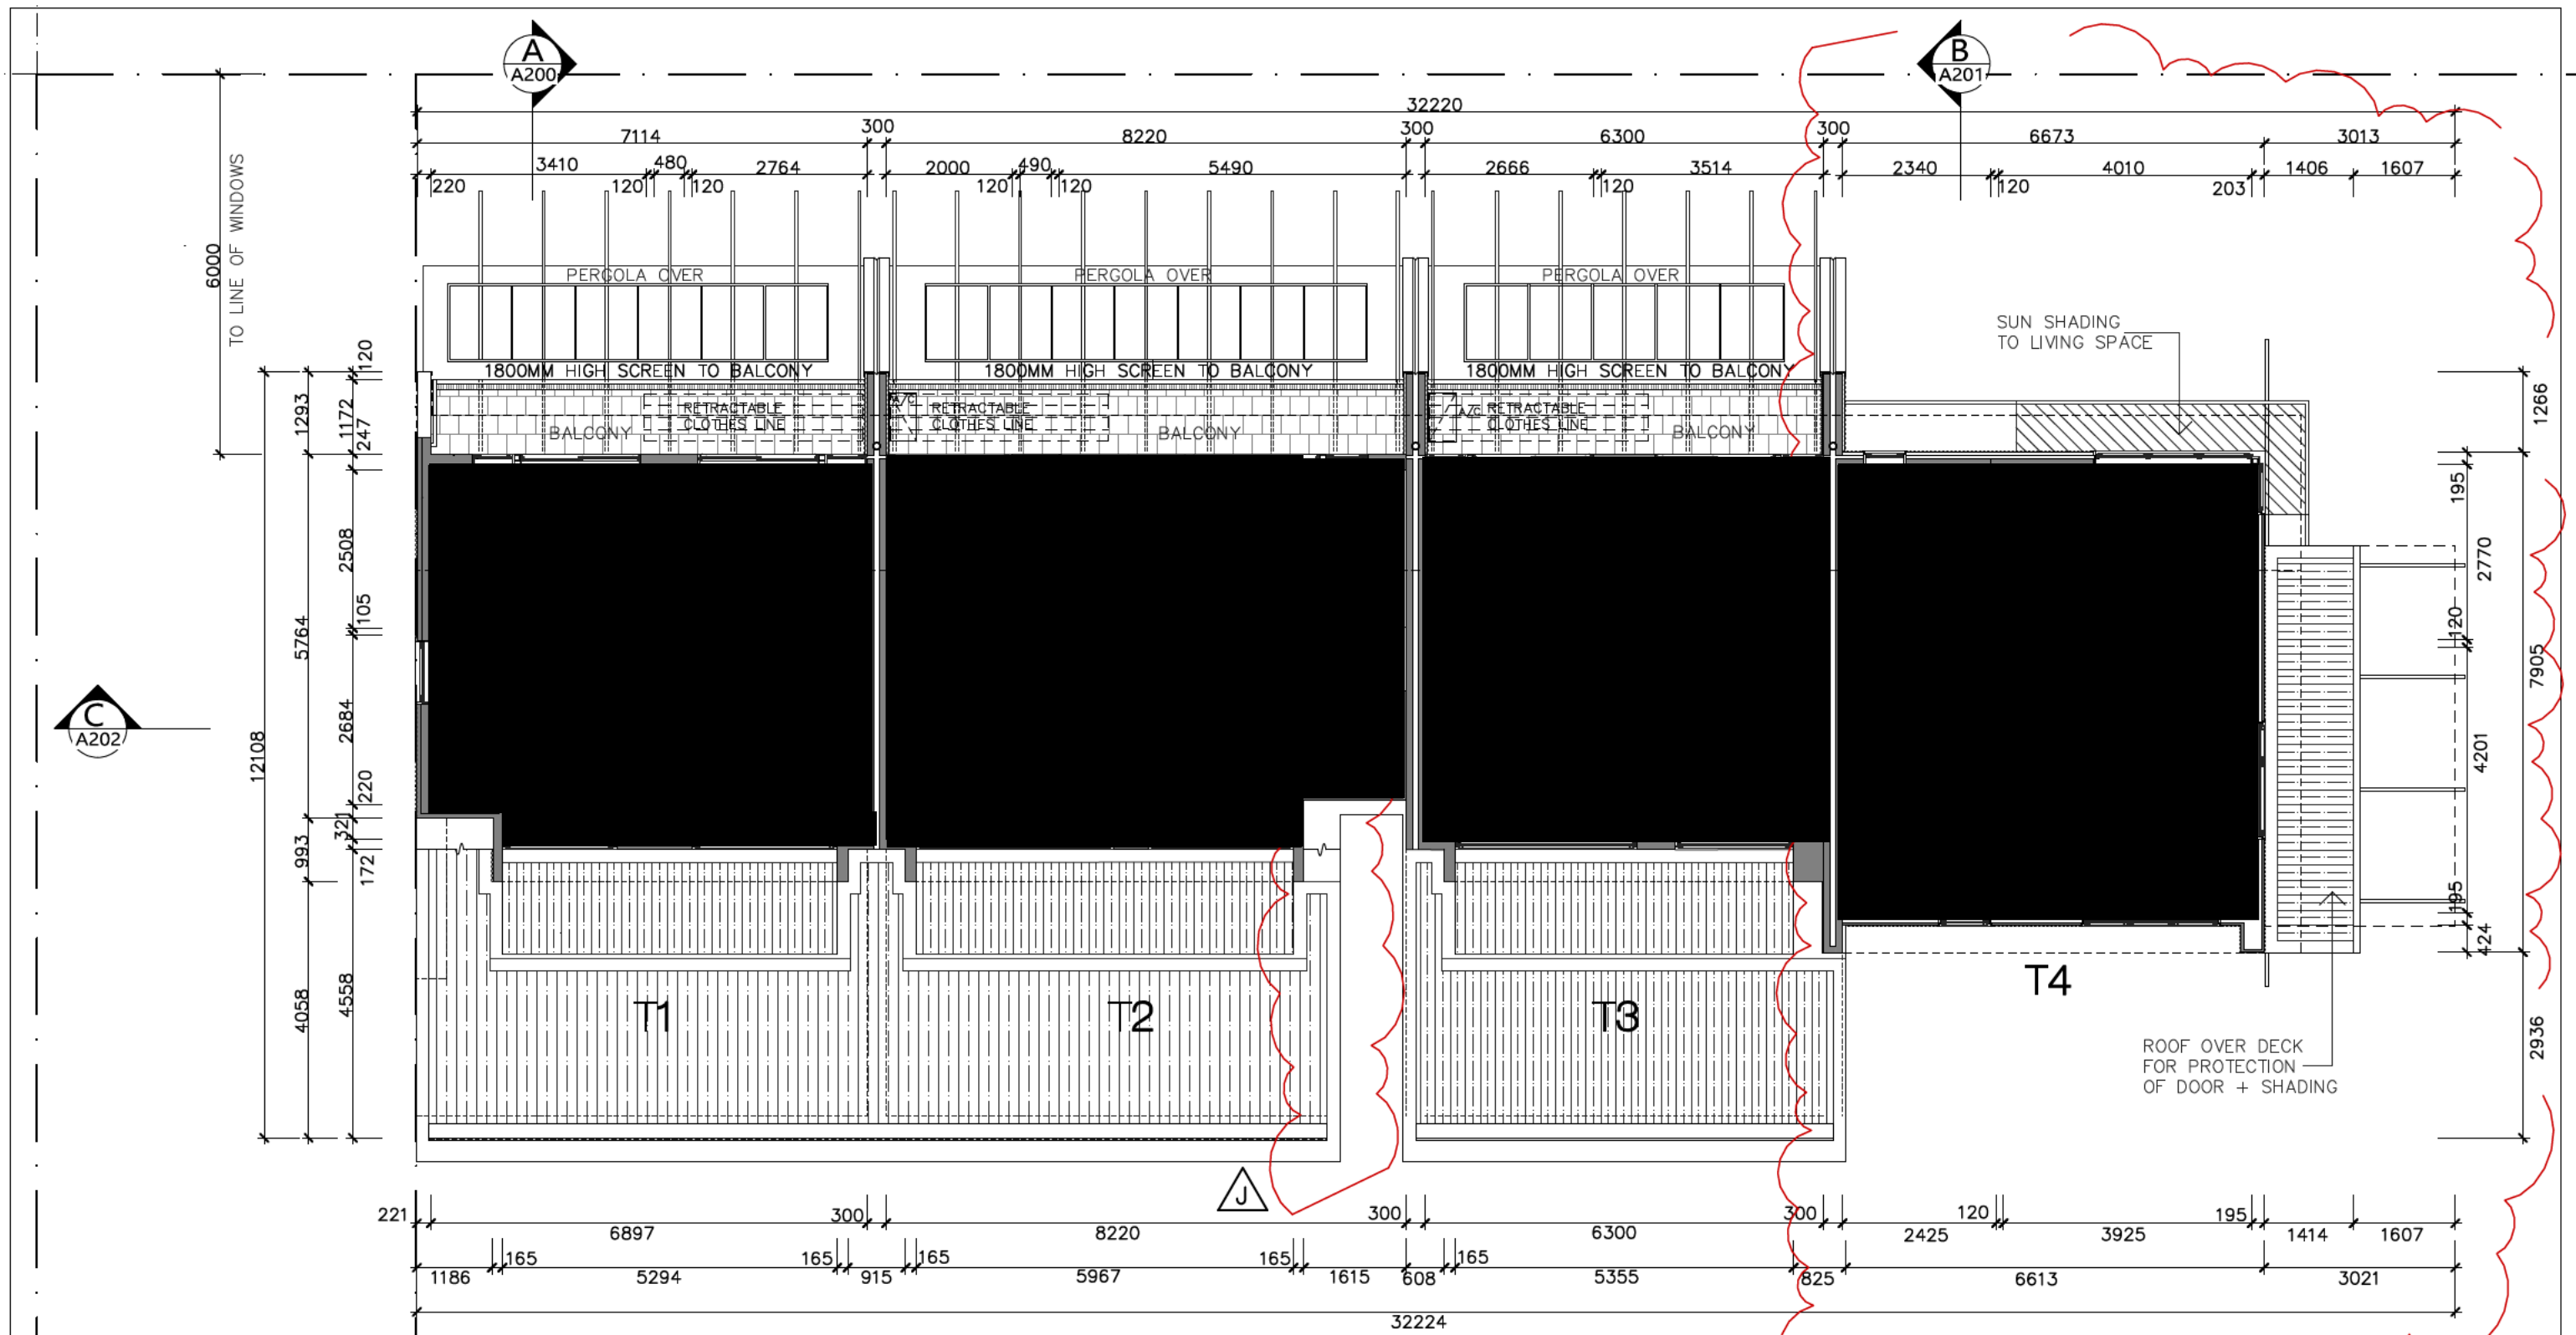 A
A200
B
A201
32220
7114
300
8220
300
6300
300
6673
3013
3410
480
2764
2000
490
5490
2666
3514
2340
4010
1406
1607
220
120
120
120
120
120
120
203
6000
TO LINE OF WINDOWS
PERGOLA OVER
PERGOLA OVER
PERGOLA OVER
SUN SHADING
TO LIVING SPACE
1800MM HIGH SCREEN TO BALCONY
1800MM HIGH SCREEN TO BALCONY
1800MM HIGH SCREEN TO BALCONY
RETRACTABLE
CLOTHES LINE
BALCONY
A/C
RETRACTABLE
CLOTHES LINE
BALCONY
A/C
RETRACTABLE
CLOTHES LINE
BALCONY
12108
1293
5764
993
4058
120
1172
247
2508
105
2684
220
321
172
4558
C
A202
195
2770
120
4201
195
424
1266
7905
2936
T1
T2
T3
T4
ROOF OVER DECK
FOR PROTECTION
OF DOOR + SHADING
J
221
6897
300
8220
300
6300
300
2425
120
3925
195
1414
1607
1186
165
5294
165
915
165
5967
165
1615
608
165
5355
825
6613
3021
32224